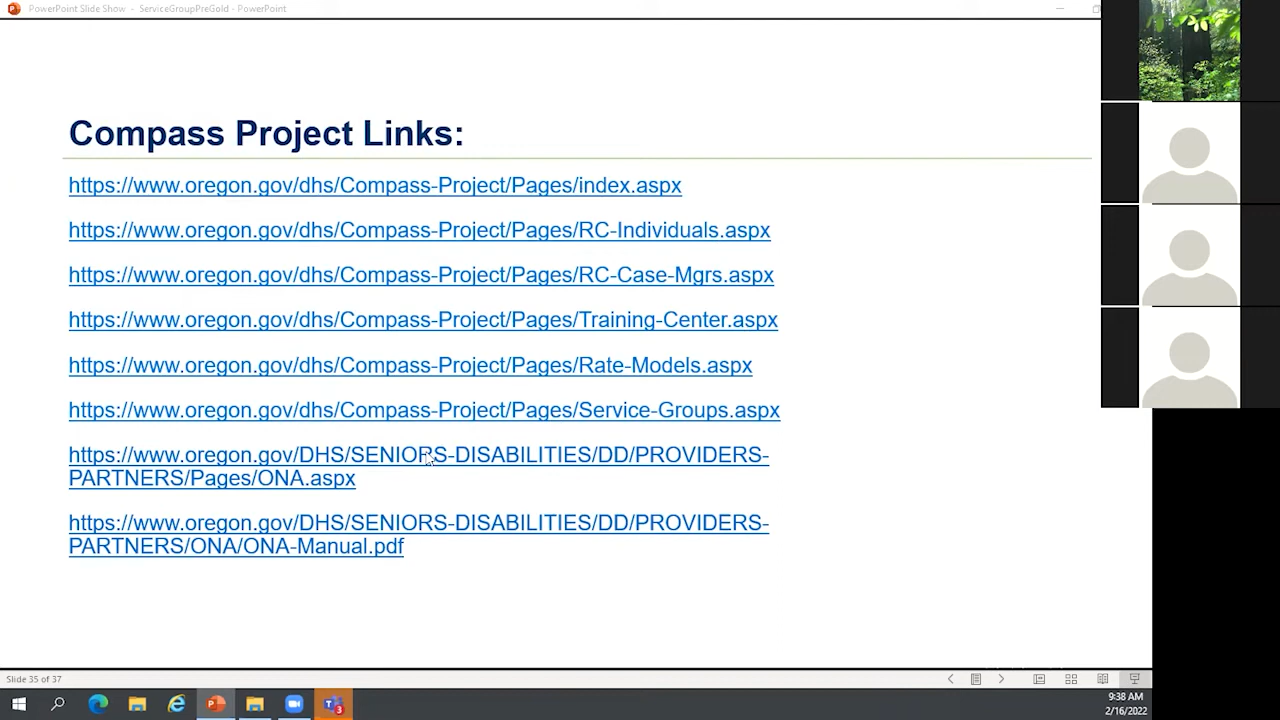 PowerPoint Slide Show - ServiceGroupPreGold - PowerPoint
Compass Project Links:
https://www.oregon.gov/dhs/Compass-Project/Pages/index.aspx
https://www.oregon.gov/dhs/Compass-Project/Pages/RC-Individuals.aspx
https://www.oregon.gov/dhs/Compass-Project/Pages/RC-Case-Mgrs.aspx
https://www.oregon.gov/dhs/Compass-Project/Pages/Training-Center.aspx
https://www.oregon.gov/dhs/Compass-Project/Pages/Rate-Models.aspx
https://www.oregon.gov/dhs/Compass-Project/Pages/Service-Groups.aspx
https://www.oregon.gov/DHS/SENIORS-DISABILITIES/DD/PROVIDERS-
PARTNERS/Pages/ONA.aspx
https://www.oregon.gov/DHS/SENIORS-DISABILITIES/DD/PROVIDERS-
PARTNERS/ONA/ONA-Manual.pdf
Slide 35 of 37
3
9:38 AM
2/16/2022